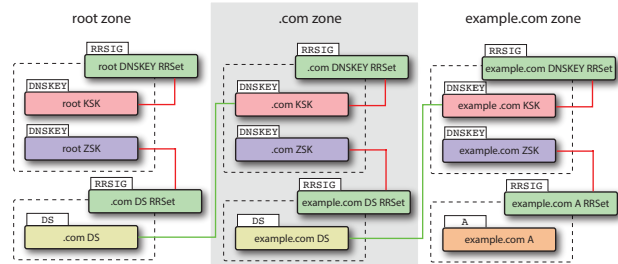 root zone
.com zone
example.com zone
RRSIG
root DNSKEY RRSet
RRSIG
.com DNSKEY RRSet
RRSIG
example.com DNSKEY RRSet
DNSKEY
root KSK
DNSKEY
.com KSK
DNSKEY
example .com KSK
DNSKEY
root ZSK
DNSKEY
.com ZSK
DNSKEY
example.com ZSK
RRSIG
.com DS RRSet
RRSIG
example.com DS RRSet
RRSIG
example.com A RRSet
DS
.com DS
DS
example.com DS
A
example.com A